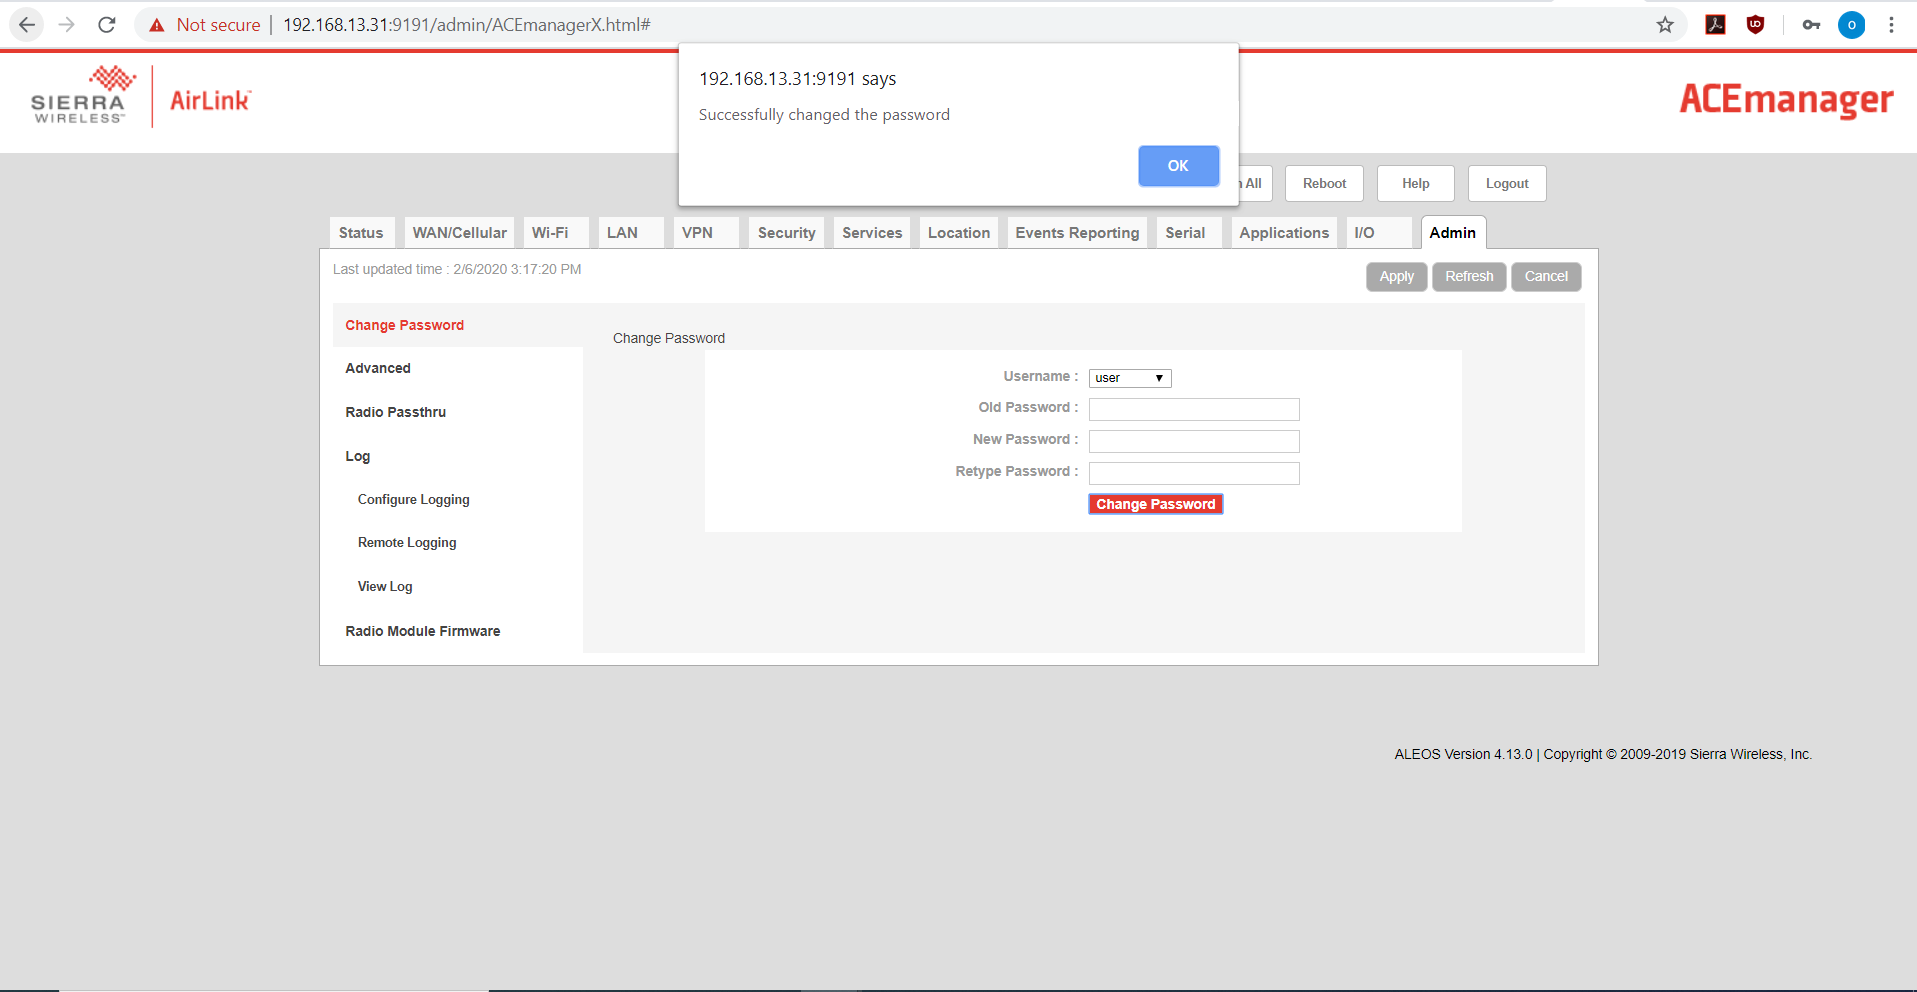 Not secure | 192.168.13.31:9191/admin/ACEmanagerX.html#
192.168.13.31:9191 says
Successfully changed the password
OK
SIERRA
WIRELESS™
AirLink™
ACEmanager
All Reboot Help Logout
Status WAN/Cellular Wi-Fi LAN VPN Security Services Location Events Reporting Serial Applications I/O Admin
Last updated time : 2/6/2020 3:17:20 PM
Apply Refresh Cancel
Change Password
Advanced
Radio Passthru
Log
Configure Logging
Remote Logging
View Log
Radio Module Firmware
Change Password
Username : user
Old Password :
New Password :
Retype Password :
Change Password
ALEOS Version 4.13.0 | Copyright © 2009-2019 Sierra Wireless, Inc.